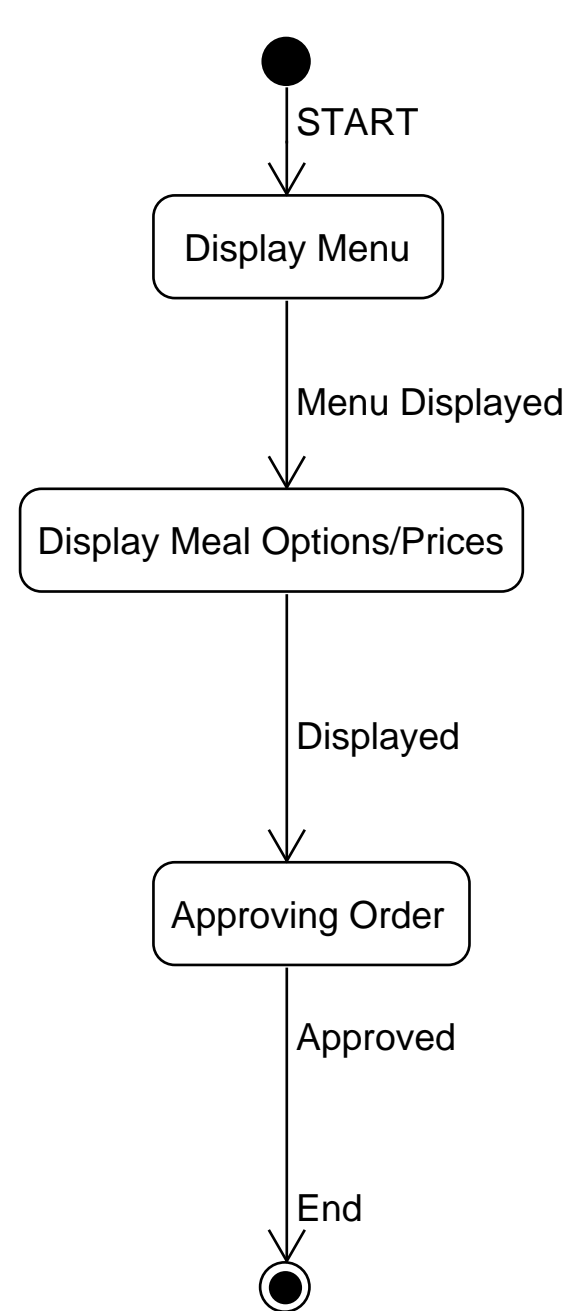 START
Display Menu
Menu Displayed
Display Meal Options/Prices
Displayed
Approving Order
Approved
End